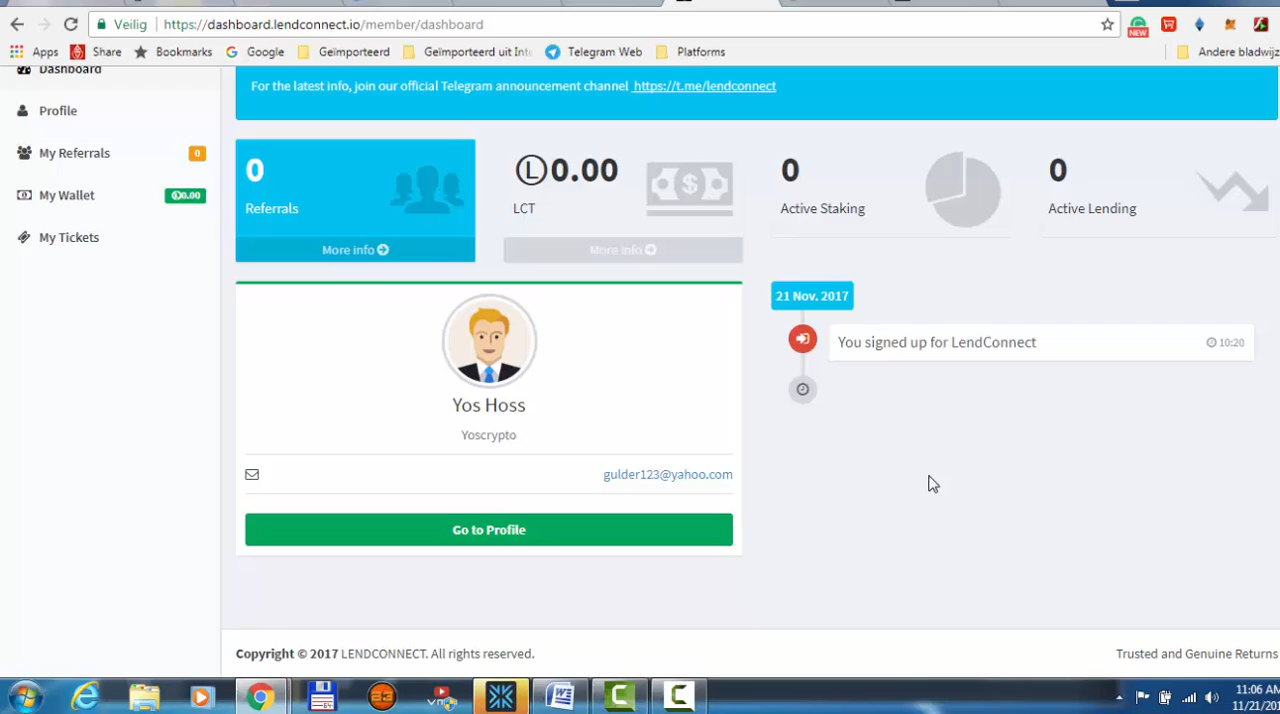 Veilig
https://dashboard.lendconnect.io/member/dashboard
NEW
Apps Share Bookmarks Google Geïmporteerd Geïmporteerd uit Inte Telegram Web Platforms Andere bladwijz
Dashboard
Profile
My Referrals 0
My Wallet 0.00
My Tickets
For the latest info, join our official Telegram announcement channel https://t.me/lendconnect
0
Referrals
More info
Ⓛ0.00
LCT
More info
0
Active Staking
0
Active Lending
Yos Hoss
Yoscrypto
gulder123@yahoo.com
Go to Profile
21 Nov. 2017
You signed up for LendConnect 10:20
Copyright © 2017 LENDCONNECT. All rights reserved.
Trusted and Genuine Returns
11:06 AM
11/21/20